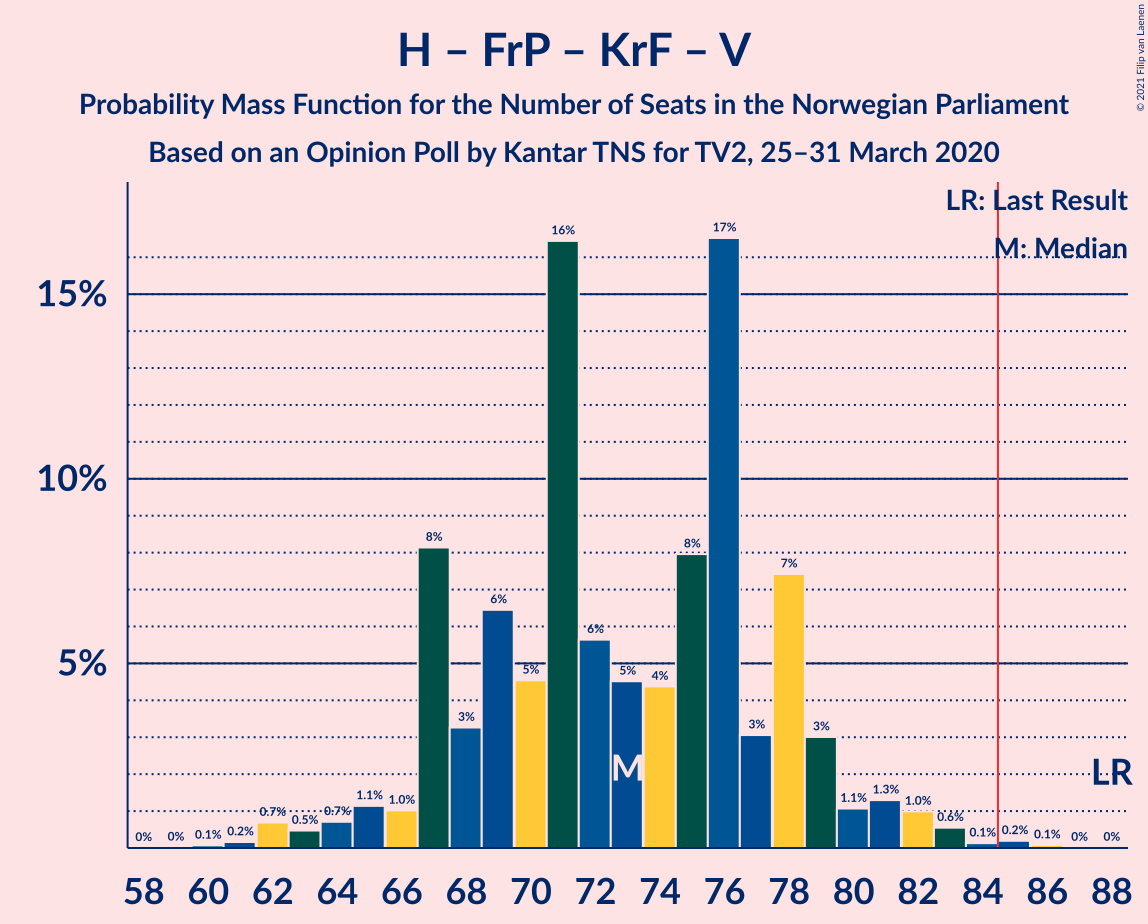 H – FrP – KrF – V
Probability Mass Function for the Number of Seats in the Norwegian Parliament
Based on an Opinion Poll by Kantar TNS for TV2, 25–31 March 2020
© 2021 Filip van Laenen
LR: Last Result
M: Median
15%
10%
5%
0% 0% 0.1% 0.2% 0.7% 0.5% 0.7% 1.1% 1.0% 8% 3% 6% 5% 16% 6% 5% 4% 8% 17% 3% 7% 3% 1.1% 1.3% 1.0% 0.6% 0.1% 0.2% 0.1% 0% 0%
M
LR
58 60 62 64 66 68 70 72 74 76 78 80 82 84 86 88